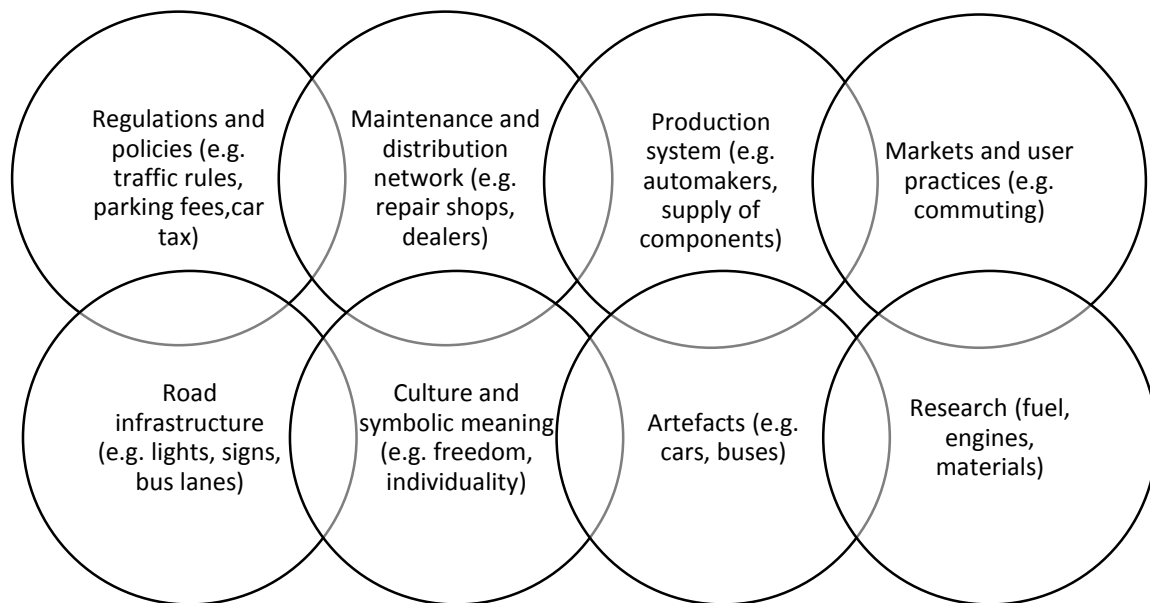 Regulations and
policies (e.g.
traffic rules,
parking fees,car
tax)
Maintenance and
distribution
network (e.g.
repair shops,
dealers)
Production
system (e.g.
automakers,
supply of
components)
Markets and user
practices (e.g.
commuting)
Road
infrastructure
(e.g. lights, signs,
bus lanes)
Culture and
symbolic meaning
(e.g. freedom,
individuality)
Artefacts (e.g.
cars, buses)
Research (fuel,
engines,
materials)